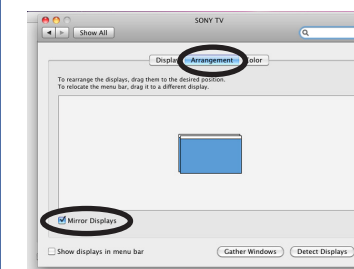 SONY TV
Show All
Display Arrangement Color
To rearrange the displays, drag them to the desired position.
To relocate the menu bar, drag it to a different display.
Mirror Displays
Show displays in menu bar
Gather Windows Detect Displays